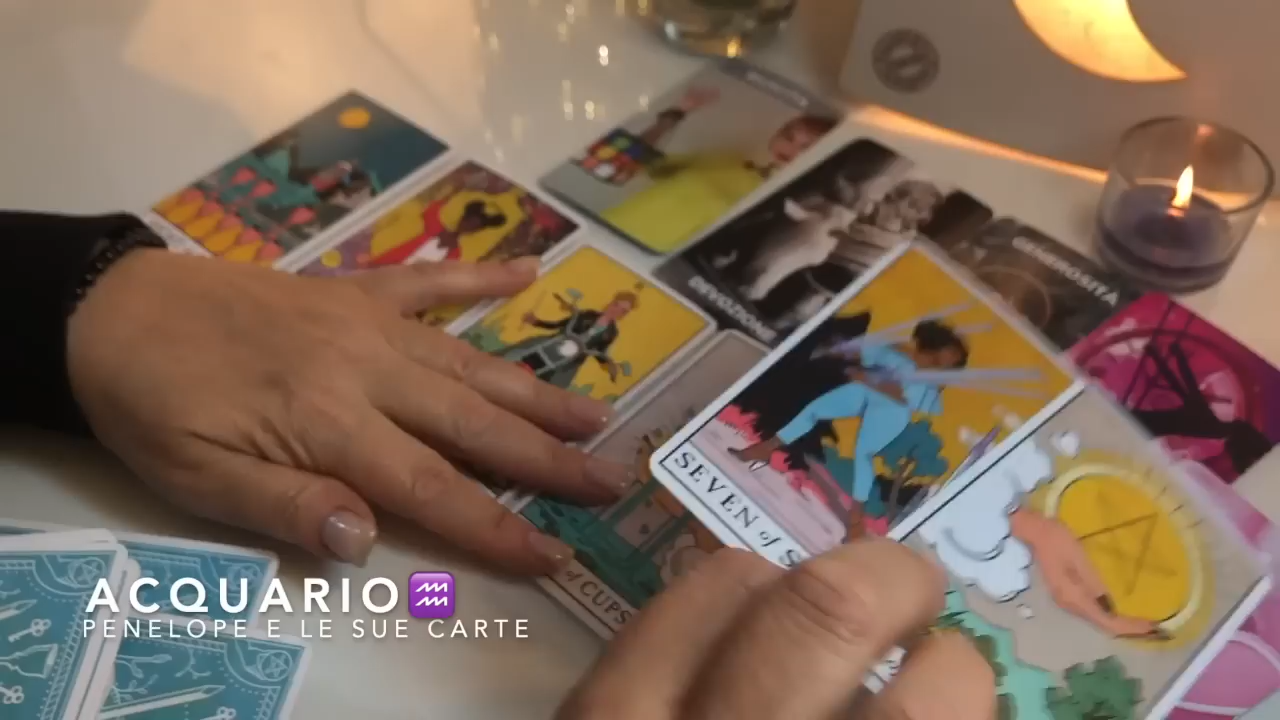 GENEROSITÀ
DEVOZIONE
SEVEN of S
of CUPS
ACQUARIO♒
PENELOPE E LE SUE CARTE